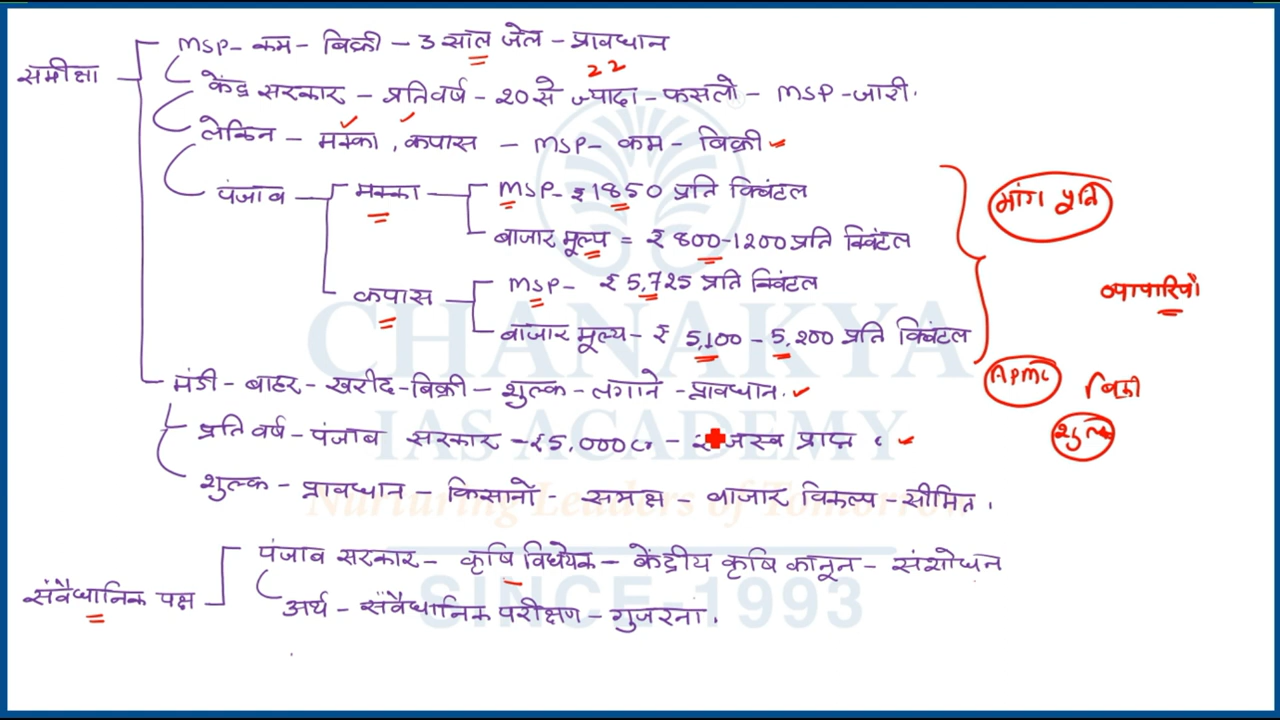 समीक्षा
MSP - कम - बिक्री - 3 साल जेल - प्रावधान
22
केंद्र सरकार - प्रतिवर्ष - 20 से ज्यादा - फसलो - MSP - जारी.
लेकिन - मक्का, कपास - MSP - कम - बिक्री
पंजाब
मक्का
MSP - ₹1850 प्रति क्विंटल
बाजार मूल्य = ₹ 800-1200 प्रति क्विंटल
मांग पूर्ति
कपास
MSP - ₹ 5,725 प्रति क्विंटल
व्यापारियों
बाजार मूल्य - ₹ 5,100 - 5,200 प्रति क्विंटल
CHANAKYA
मंडी - बाहर - खरीद - बिक्री - शुल्क - लगाने - प्रावधान.
APMC
बिक्री
IAS ACADEMY
प्रतिवर्ष - पंजाब सरकार - ₹5,000 - प्राप्त
शुल्क
शुल्क - प्रावधान - किसानों - समक्ष - बाजार विकल्प - सीमित.
Nurturing Leaders of Tomorrow
संवैधानिक पक्ष
पंजाब सरकार - कृषि विधेयक - केंद्रीय कृषि कानून - संशोधन
अर्थ - संवैधानिक परीक्षण - गुजरना.
SINCE-1993